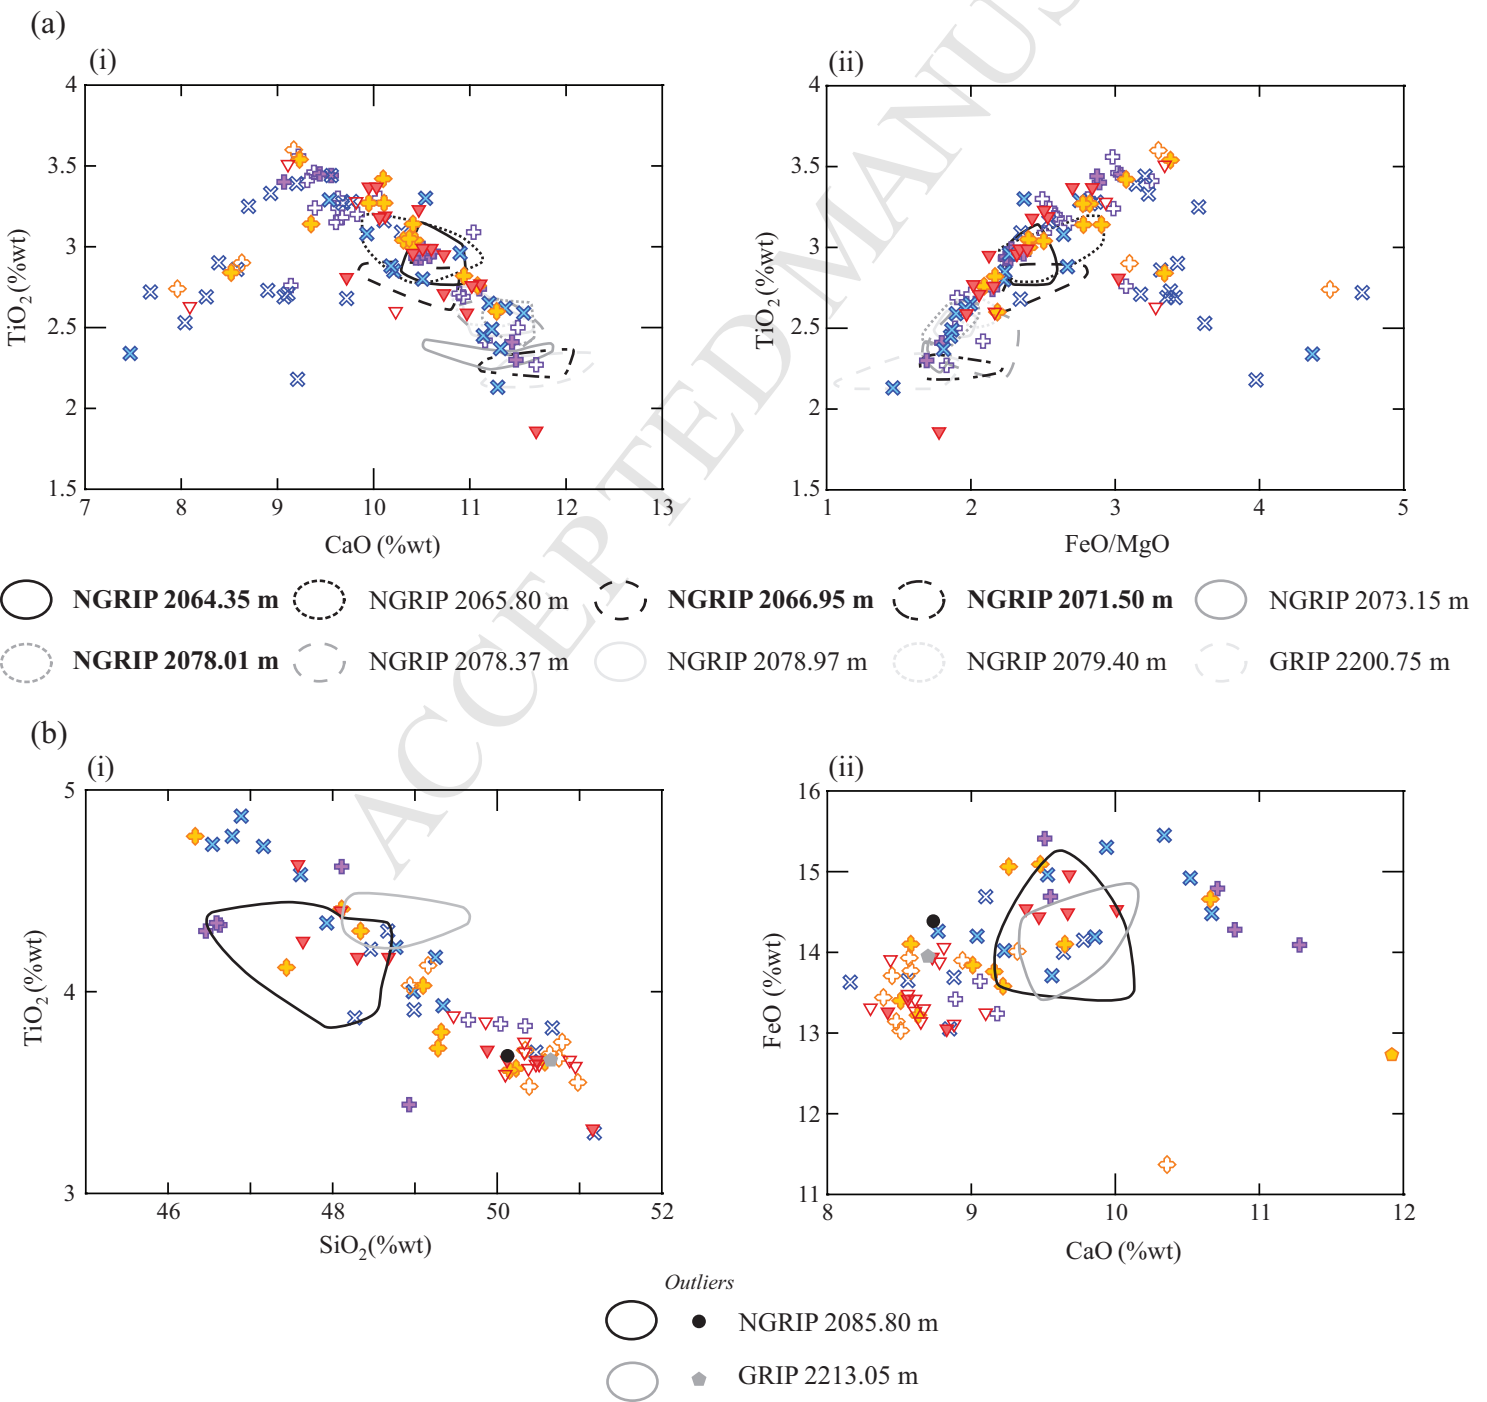 (a)
(i)
(ii)
4
3.5
3
2.5
2
1.5
TiO2 (%wt)
7 8 9 10 11 12 13
CaO (%wt)
4
3.5
3
2.5
2
1.5
TiO2 (%wt)
1 2 3 4 5
FeO/MgO
NGRIP 2064.35 m NGRIP 2065.80 m NGRIP 2066.95 m NGRIP 2071.50 m NGRIP 2073.15 m
NGRIP 2078.01 m NGRIP 2078.37 m NGRIP 2078.97 m NGRIP 2079.40 m GRIP 2200.75 m
(b)
(i)
(ii)
5
4
3
TiO2 (%wt)
46 48 50 52
SiO2(%wt)
16
15
14
13
12
11
FeO (%wt)
8 9 10 11 12
CaO (%wt)
Outliers
NGRIP 2085.80 m
GRIP 2213.05 m
ACCEPTED MANUS